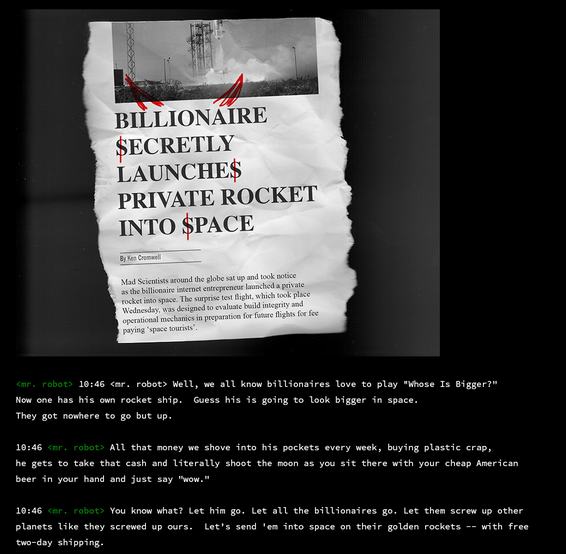 BILLIONAIRE
$ECRETLY
LAUNCHE$
PRIVATE ROCKET
INTO $PACE
By Ken Cromwell
Mad Scientists around the globe sat up and took notice
as the billionaire internet entrepreneur launched a private
rocket into space. The surprise test flight, which took place
Wednesday, was designed to evaluate build integrity and
operational mechanics in preparation for future flights for fee
paying 'space tourists'.
<mr. robot> 10:46 <mr. robot> Well, we all know billionaires love to play "Whose Is Bigger?"
Now one has his own rocket ship.  Guess his is going to look bigger in space.
They got nowhere to go but up.
10:46 <mr. robot> All that money we shove into his pockets every week, buying plastic crap,
he gets to take that cash and literally shoot the moon as you sit there with your cheap American
beer in your hand and just say "wow."
10:46 <mr. robot> You know what? Let him go. Let all the billionaires go. Let them screw up other
planets like they screwed up ours.  Let's send 'em into space on their golden rockets -- with free
two-day shipping.